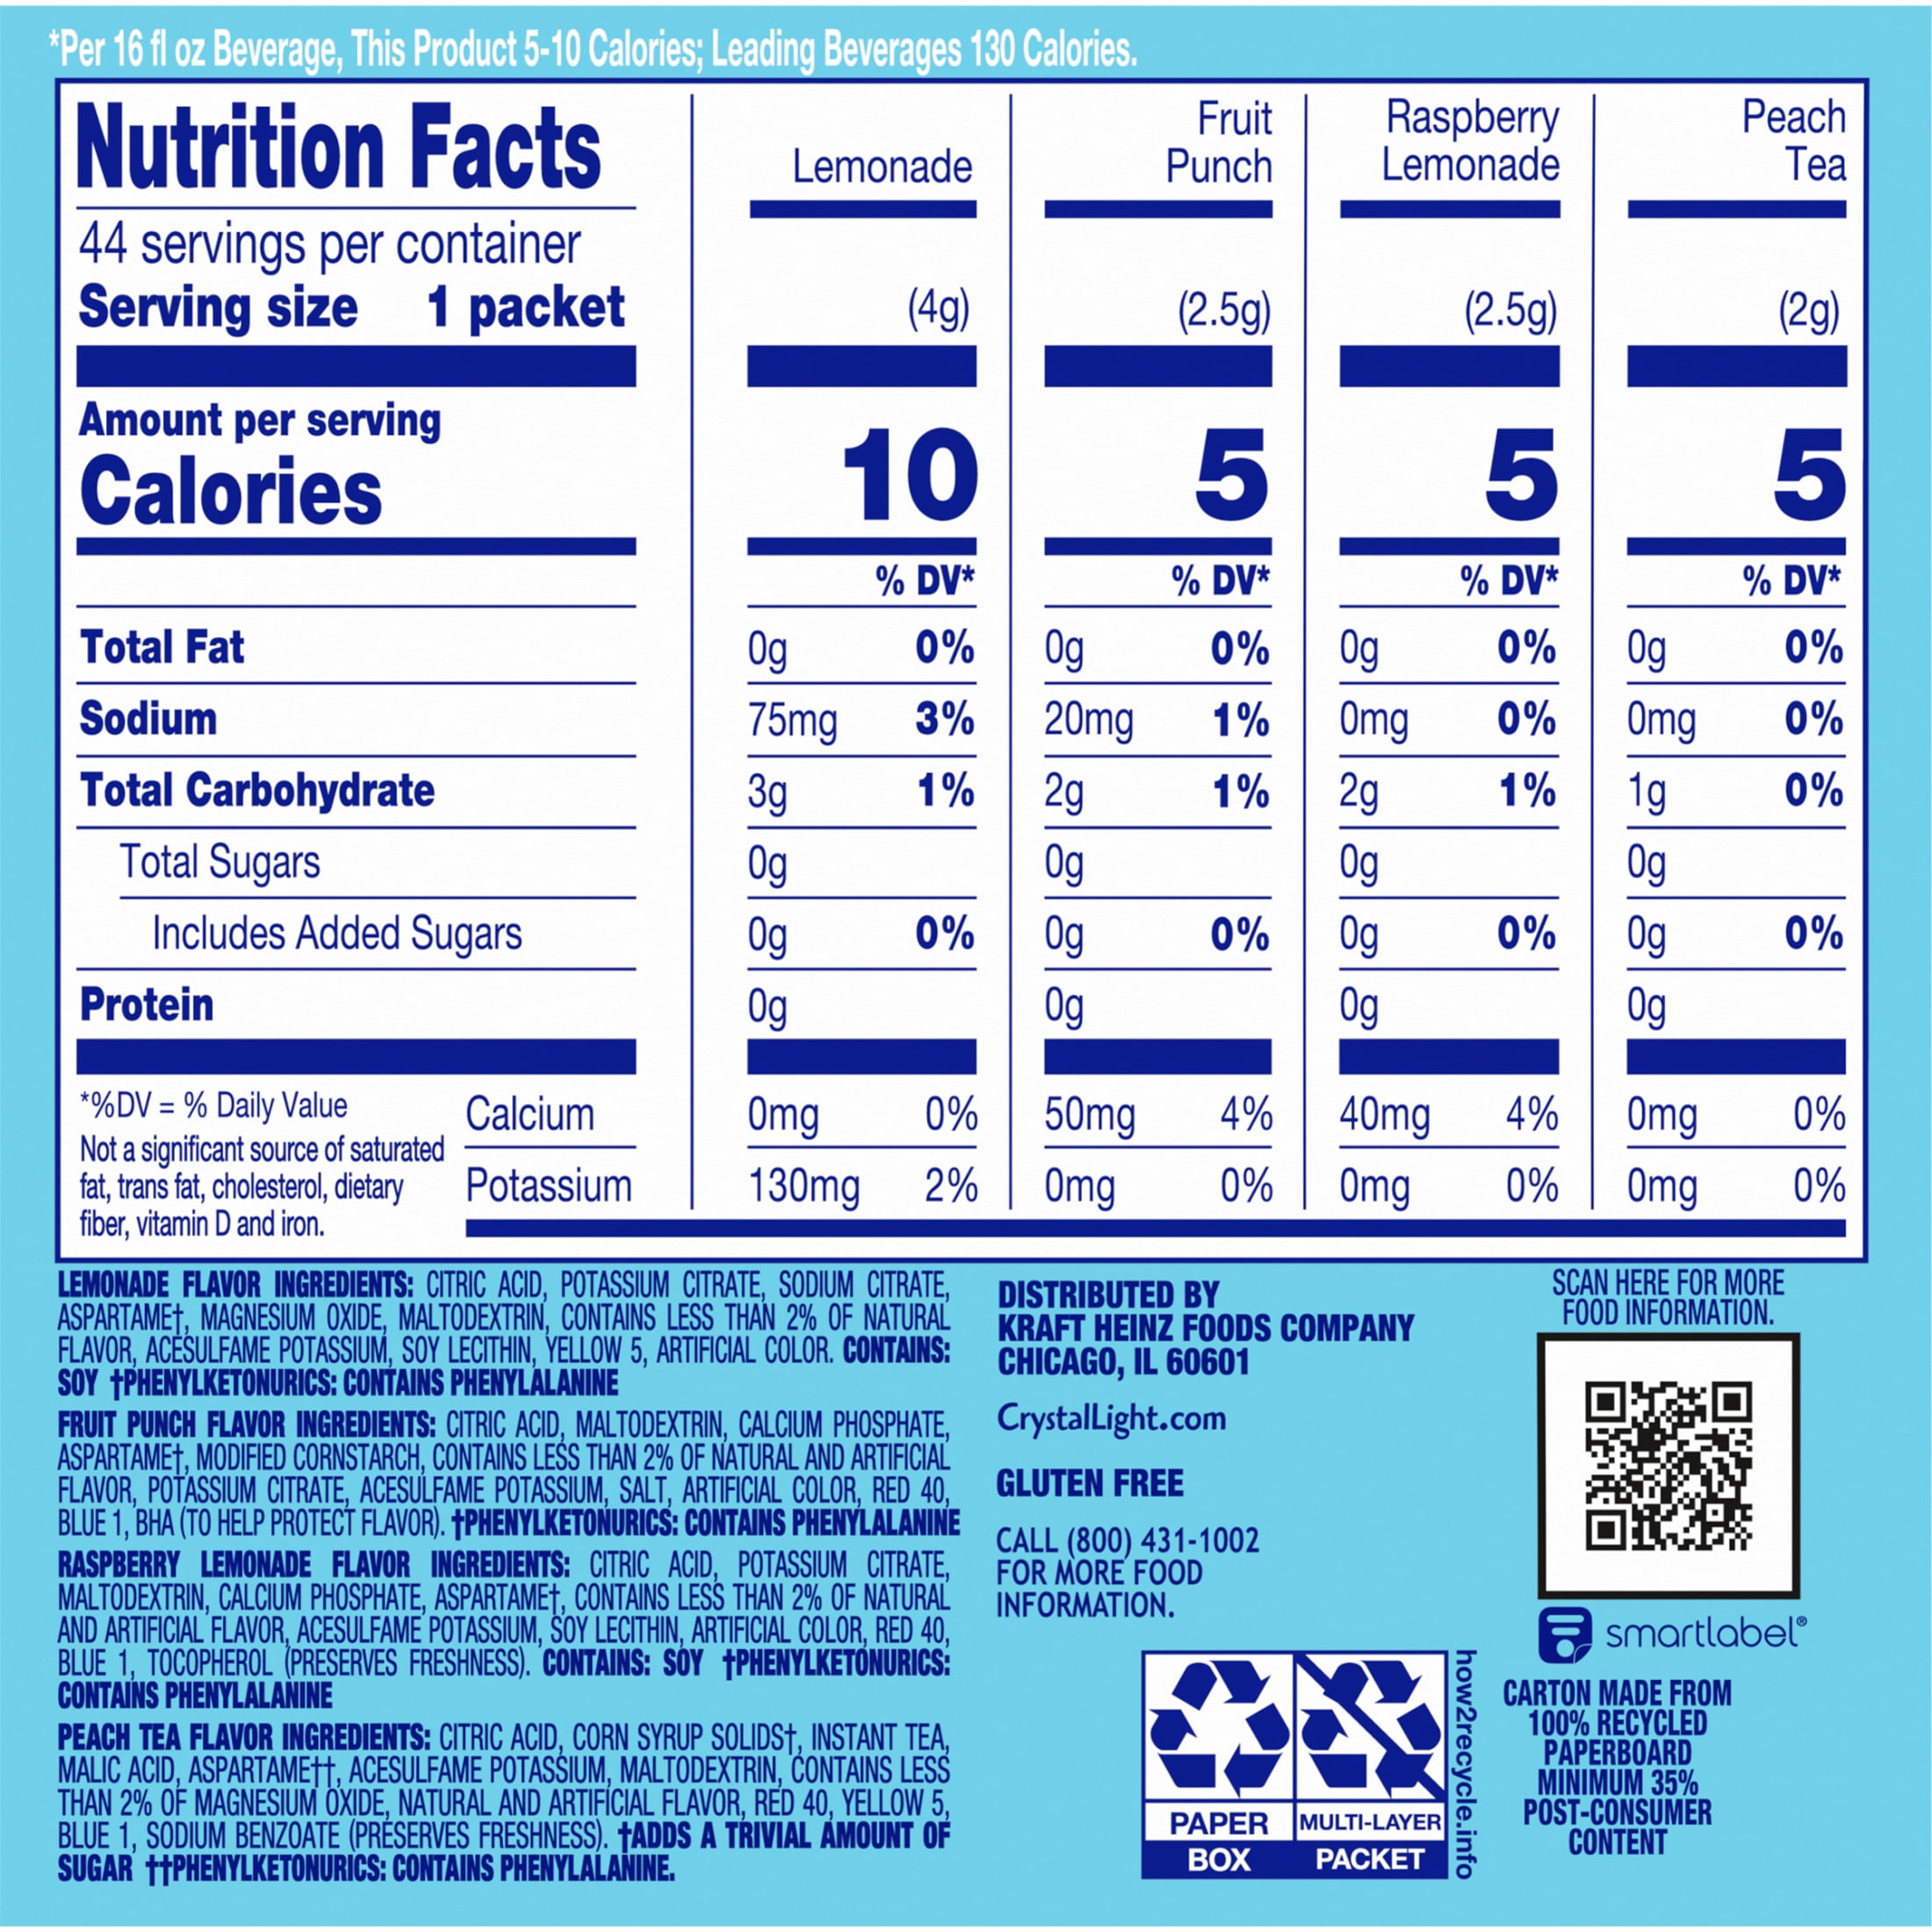 *Per 16 fl oz Beverage, This Product 5-10 Calories; Leading Beverages 130 Calories.
Nutrition Facts
44 servings per container
Serving size 1 packet
Lemonade
Fruit
Punch
Raspberry
Lemonade
Peach
Tea
(4g) (2.5g) (2.5g) (2g)
Amount per serving
Calories 10 5 5 5
% DV* % DV* % DV* % DV*
Total Fat 0g 0% 0g 0% 0g 0% 0g 0%
Sodium 75mg 3% 20mg 1% 0mg 0% 0mg 0%
Total Carbohydrate 3g 1% 2g 1% 2g 1% 1g 0%
Total Sugars 0g 0g 0g 0g
Includes Added Sugars 0g 0% 0g 0% 0g 0% 0g 0%
Protein 0g 0g 0g 0g
Calcium 0mg 0% 50mg 4% 40mg 4% 0mg 0%
Potassium 130mg 2% 0mg 0% 0mg 0% 0mg 0%
*%DV = % Daily Value
Not a significant source of saturated
fat, trans fat, cholesterol, dietary
fiber, vitamin D and iron.
LEMONADE FLAVOR INGREDIENTS: CITRIC ACID, POTASSIUM CITRATE, SODIUM CITRATE,
ASPARTAME†, MAGNESIUM OXIDE, MALTODEXTRIN, CONTAINS LESS THAN 2% OF NATURAL
FLAVOR, ACESULFAME POTASSIUM, SOY LECITHIN, YELLOW 5, ARTIFICIAL COLOR. CONTAINS:
SOY †PHENYLKETONURICS: CONTAINS PHENYLALANINE
FRUIT PUNCH FLAVOR INGREDIENTS: CITRIC ACID, MALTODEXTRIN, CALCIUM PHOSPHATE,
ASPARTAME†, MODIFIED CORNSTARCH, CONTAINS LESS THAN 2% OF NATURAL AND ARTIFICIAL
FLAVOR, POTASSIUM CITRATE, ACESULFAME POTASSIUM, SALT, ARTIFICIAL COLOR, RED 40,
BLUE 1, BHA (TO HELP PROTECT FLAVOR). †PHENYLKETONURICS: CONTAINS PHENYLALANINE
RASPBERRY LEMONADE FLAVOR INGREDIENTS: CITRIC ACID, POTASSIUM CITRATE,
MALTODEXTRIN, CALCIUM PHOSPHATE, ASPARTAME†, CONTAINS LESS THAN 2% OF NATURAL
AND ARTIFICIAL FLAVOR, ACESULFAME POTASSIUM, SOY LECITHIN, ARTIFICIAL COLOR, RED 40,
BLUE 1, TOCOPHEROL (PRESERVES FRESHNESS). CONTAINS: SOY †PHENYLKETONURICS:
CONTAINS PHENYLALANINE
PEACH TEA FLAVOR INGREDIENTS: CITRIC ACID, CORN SYRUP SOLIDS†, INSTANT TEA,
MALIC ACID, ASPARTAME††, ACESULFAME POTASSIUM, MALTODEXTRIN, CONTAINS LESS
THAN 2% OF MAGNESIUM OXIDE, NATURAL AND ARTIFICIAL FLAVOR, RED 40, YELLOW 5,
BLUE 1, SODIUM BENZOATE (PRESERVES FRESHNESS). †ADDS A TRIVIAL AMOUNT OF
SUGAR ††PHENYLKETONURICS: CONTAINS PHENYLALANINE.
DISTRIBUTED BY
KRAFT HEINZ FOODS COMPANY
CHICAGO, IL 60601
CrystalLight.com
GLUTEN FREE
CALL (800) 431-1002
FOR MORE FOOD
INFORMATION.
PAPER
BOX
MULTI-LAYER
PACKET
how2recycle.info
SCAN HERE FOR MORE
FOOD INFORMATION.
smartlabel®
CARTON MADE FROM
100% RECYCLED
PAPERBOARD
MINIMUM 35%
POST-CONSUMER
CONTENT